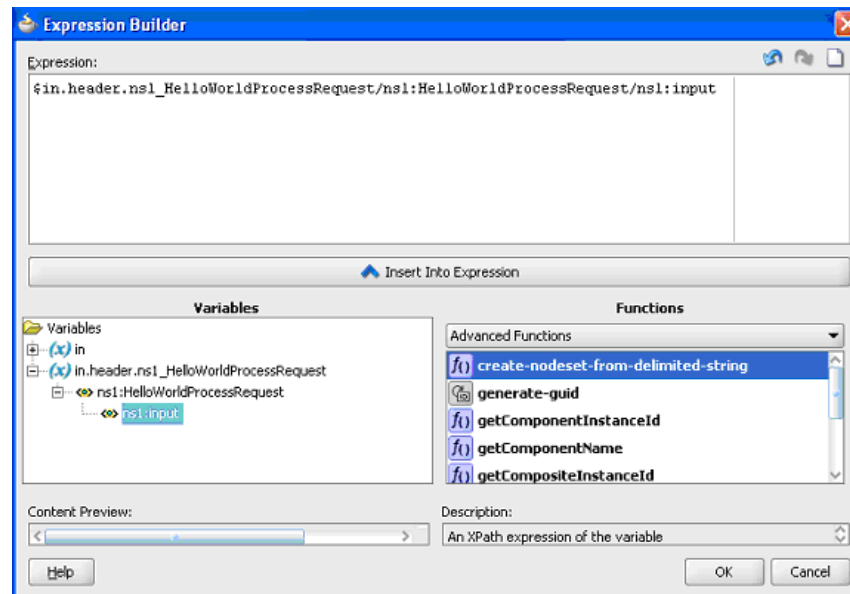 Expression Builder
Expression:
$in.header.ns1_HelloWorldProcessRequest/ns1:HelloWorldProcessRequest/ns1:input
Insert Into Expression
Variables
Variables
(x) in
(x) in.header.ns1_HelloWorldProcessRequest
ns1:HelloWorldProcessRequest
ns1:input
Functions
Advanced Functions
f() create-nodeset-from-delimited-string
generate-guid
f() getComponentInstanceId
f() getComponentName
f() getCompositeInstanceId
Content Preview:
Description:
An XPath expression of the variable
Help
OK
Cancel